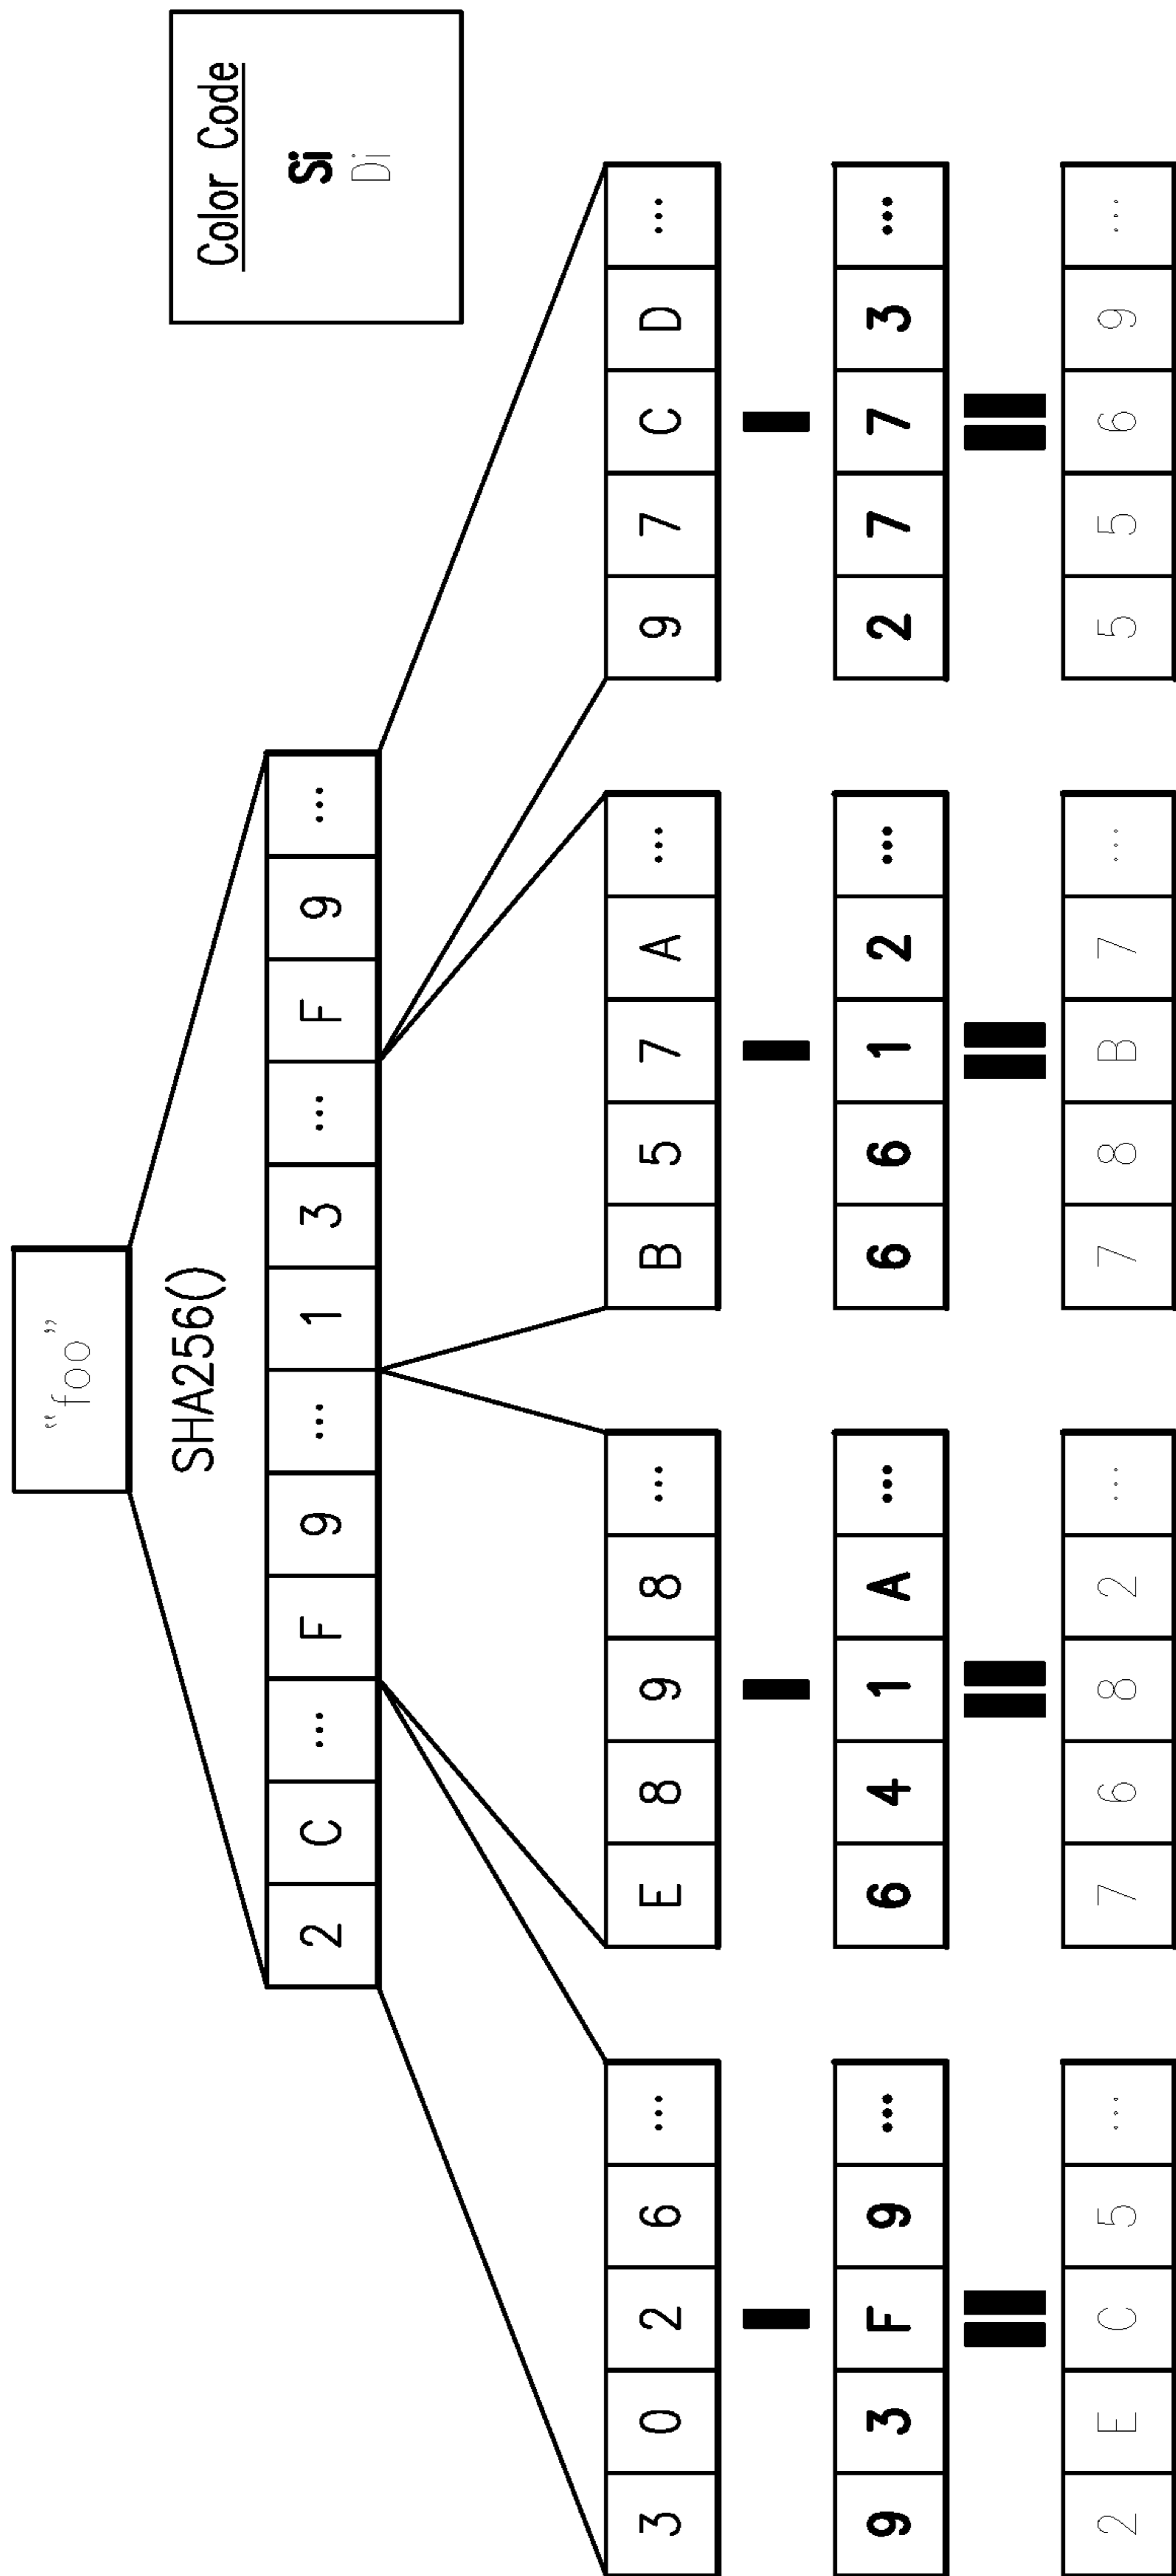 “foo”
SHA256()
Color Code
Si
Di
2 C ... F 9 ... 1 3 ... F 9 ...
3 0 2 6 ... E 8 9 8 ... B 5 7 A ... 9 7 C D ...
9 3 F 9 ... 6 4 1 A ... 6 6 1 2 ... 2 7 7 3 ...
2 E C 5 ... 7 6 8 2 ... 7 8 B 7 ... 5 5 6 9 ...